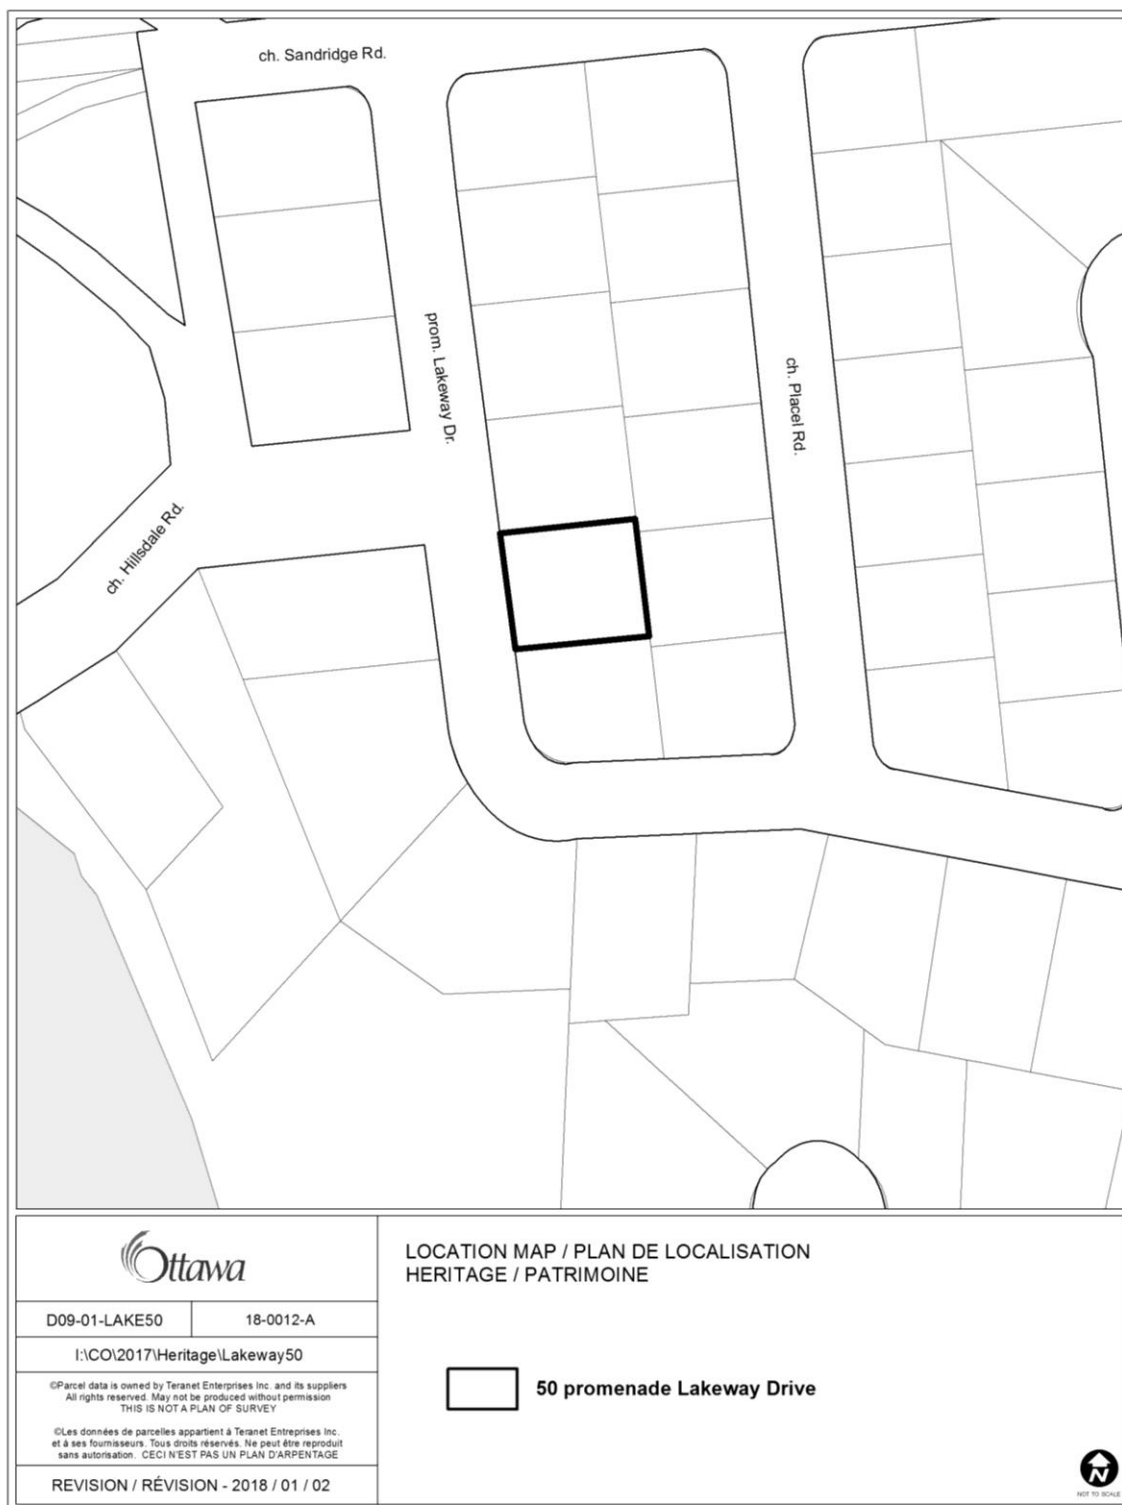 ch. Sandridge Rd.
prom. Lakeway Dr.
ch. Placel Rd.
ch. Hillsdale Rd.
Ottawa
D09-01-LAKE50
18-0012-A
I:\CO\2017\Heritage\Lakeway50
©Parcel data is owned by Teranet Enterprises Inc. and its suppliers
All rights reserved. May not be produced without permission
THIS IS NOT A PLAN OF SURVEY
©Les données de parcelles appartient à Teranet Entreprises Inc.
et à ses fournisseurs. Tous droits réservés. Ne peut être reproduit
sans autorisation. CECI N'EST PAS UN PLAN D'ARPENTAGE
REVISION / RÉVISION - 2018 / 01 / 02
LOCATION MAP / PLAN DE LOCALISATION
HERITAGE / PATRIMOINE
50 promenade Lakeway Drive
N
NOT TO SCALE